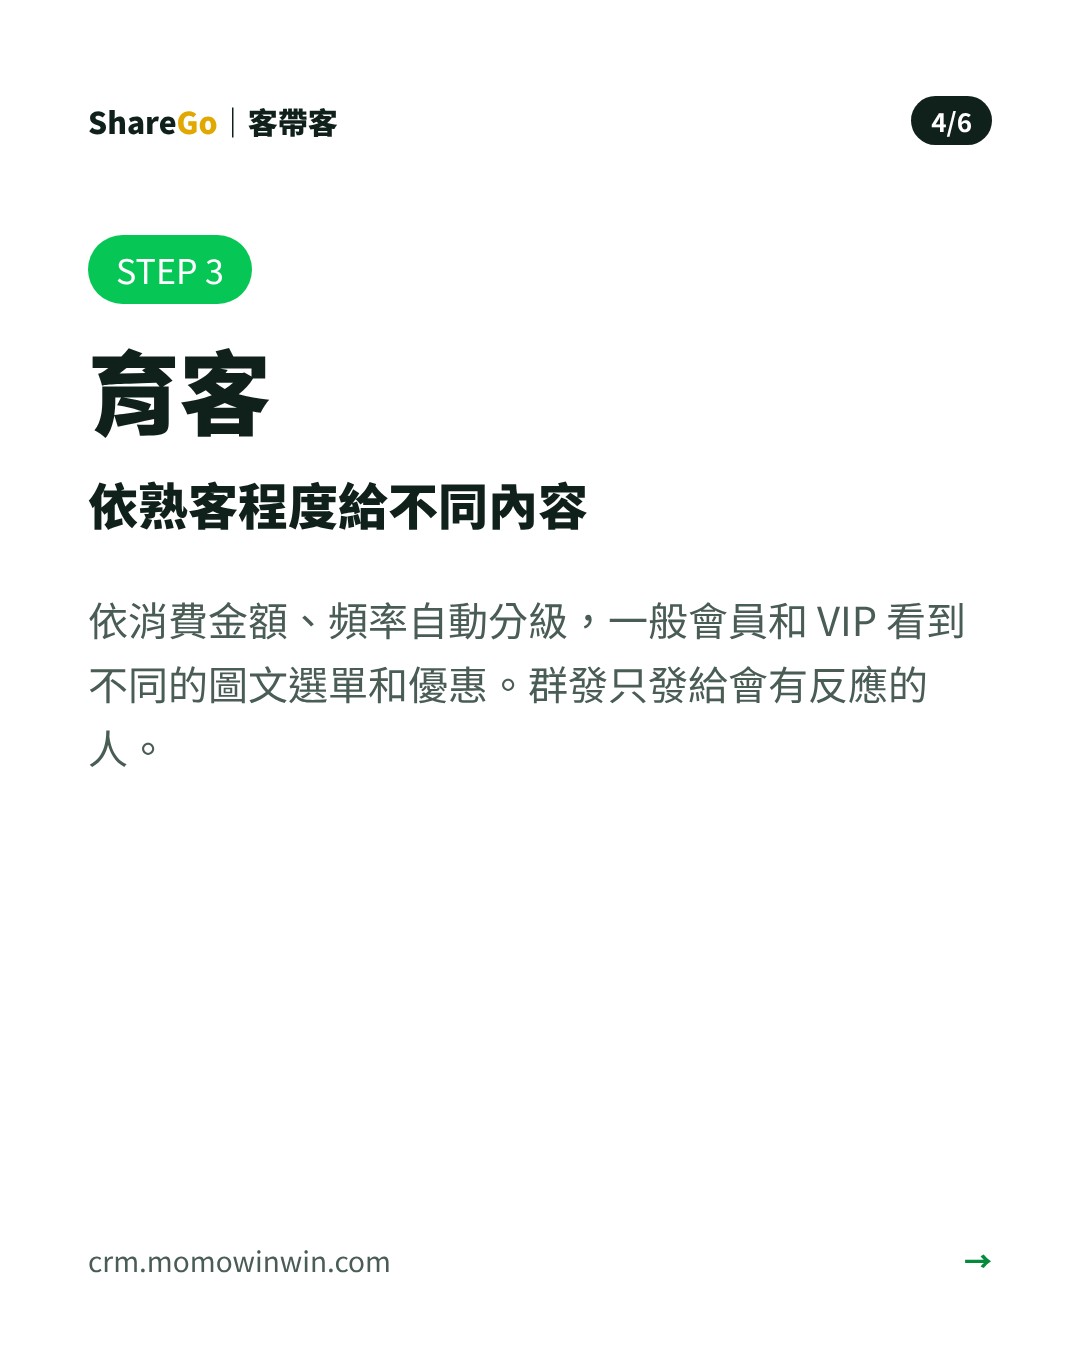 ShareGo｜客帶客
4/6
STEP 3
育客
依熟客程度給不同內容
依消費金額、頻率自動分級，一般會員和 VIP 看到
不同的圖文選單和優惠。群發只發給會有反應的
人。
crm.momowinwin.com
→